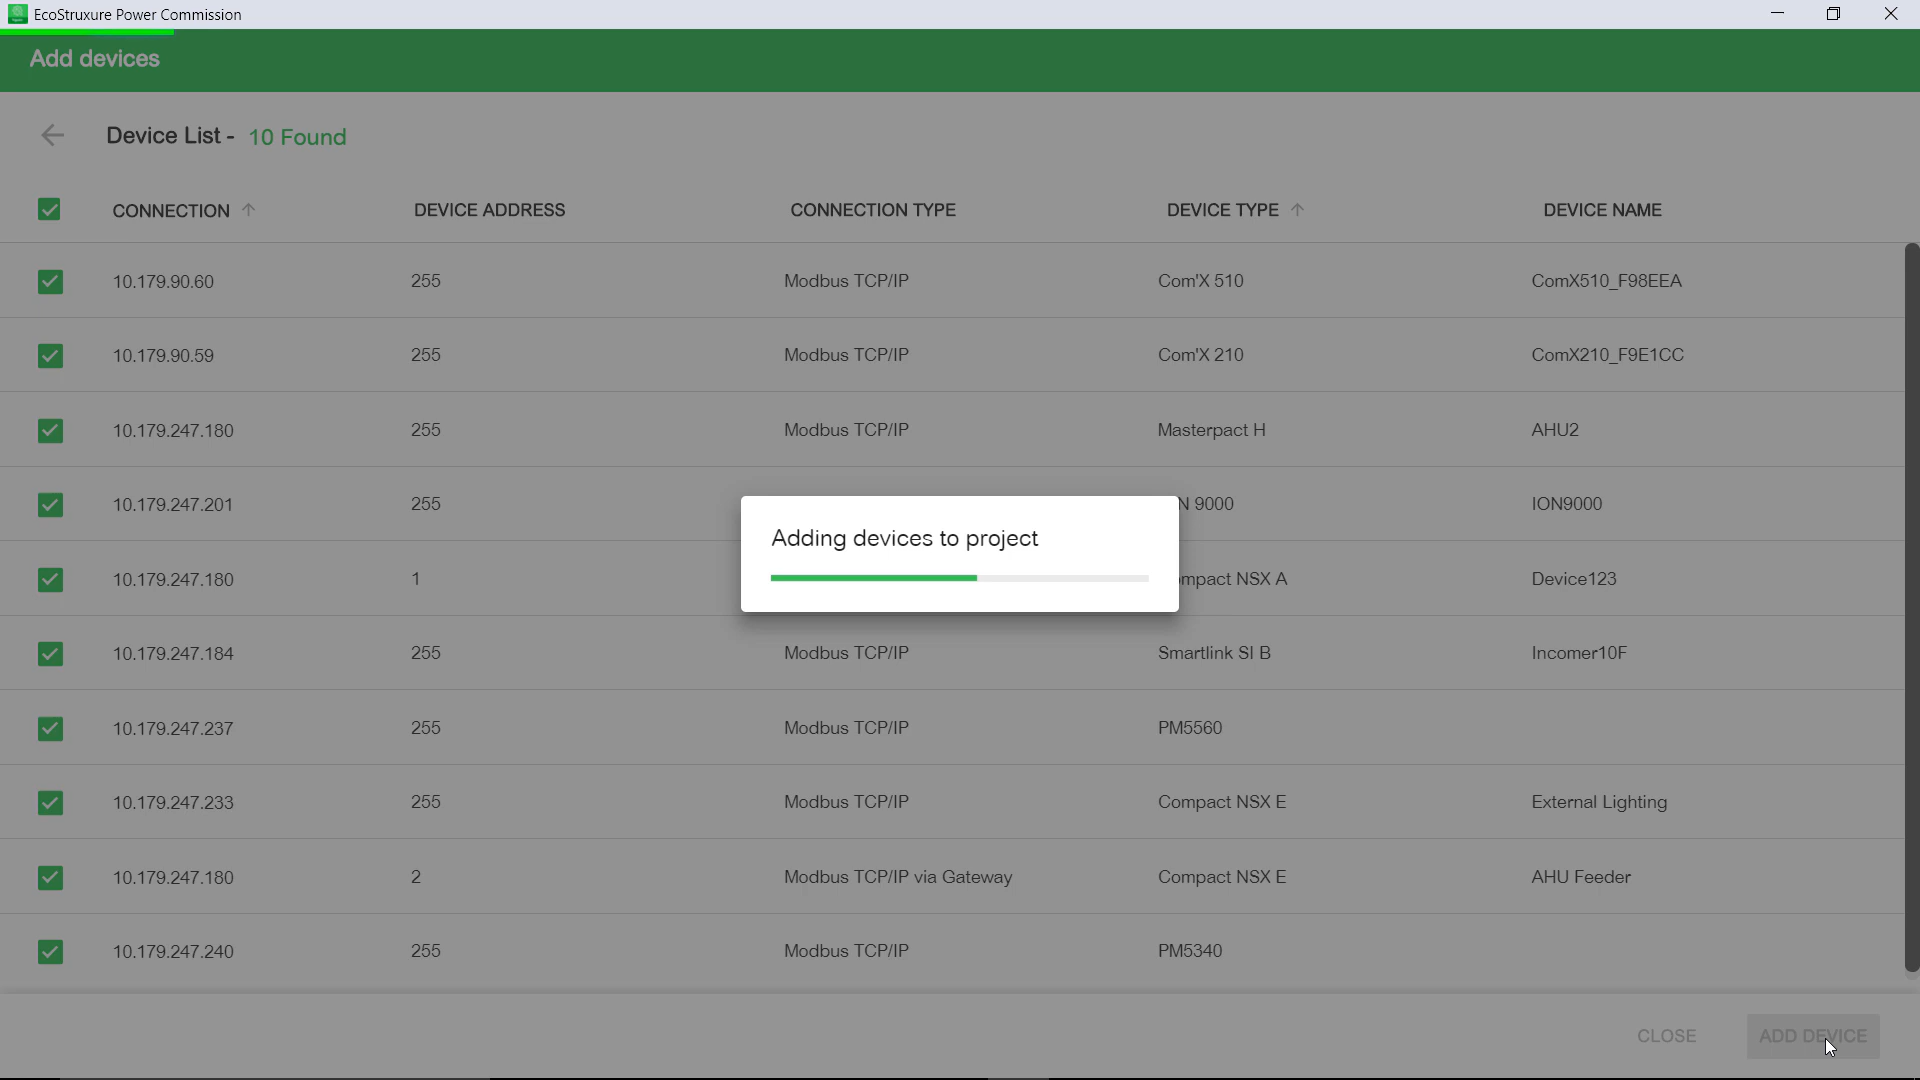 EcoStruxure Power Commission
Add devices
Device List - 10 Found
CONNECTION DEVICE ADDRESS CONNECTION TYPE DEVICE TYPE DEVICE NAME
10.179.90.60 255 Modbus TCP/IP Com'X 510 ComX510_F98EEA
10.179.90.59 255 Modbus TCP/IP Com'X 210 ComX210_F9E1CC
10.179.247.180 255 Modbus TCP/IP Masterpact H AHU2
10.179.247.201 255 N 9000 ION9000
Adding devices to project
10.179.247.180 1 mpact NSX A Device123
10.179.247.184 255 Modbus TCP/IP Smartlink SI B Incomer10F
10.179.247.237 255 Modbus TCP/IP PM5560
10.179.247.233 255 Modbus TCP/IP Compact NSX E External Lighting
10.179.247.180 2 Modbus TCP/IP via Gateway Compact NSX E AHU Feeder
10.179.247.240 255 Modbus TCP/IP PM5340
CLOSE ADD DEVICE